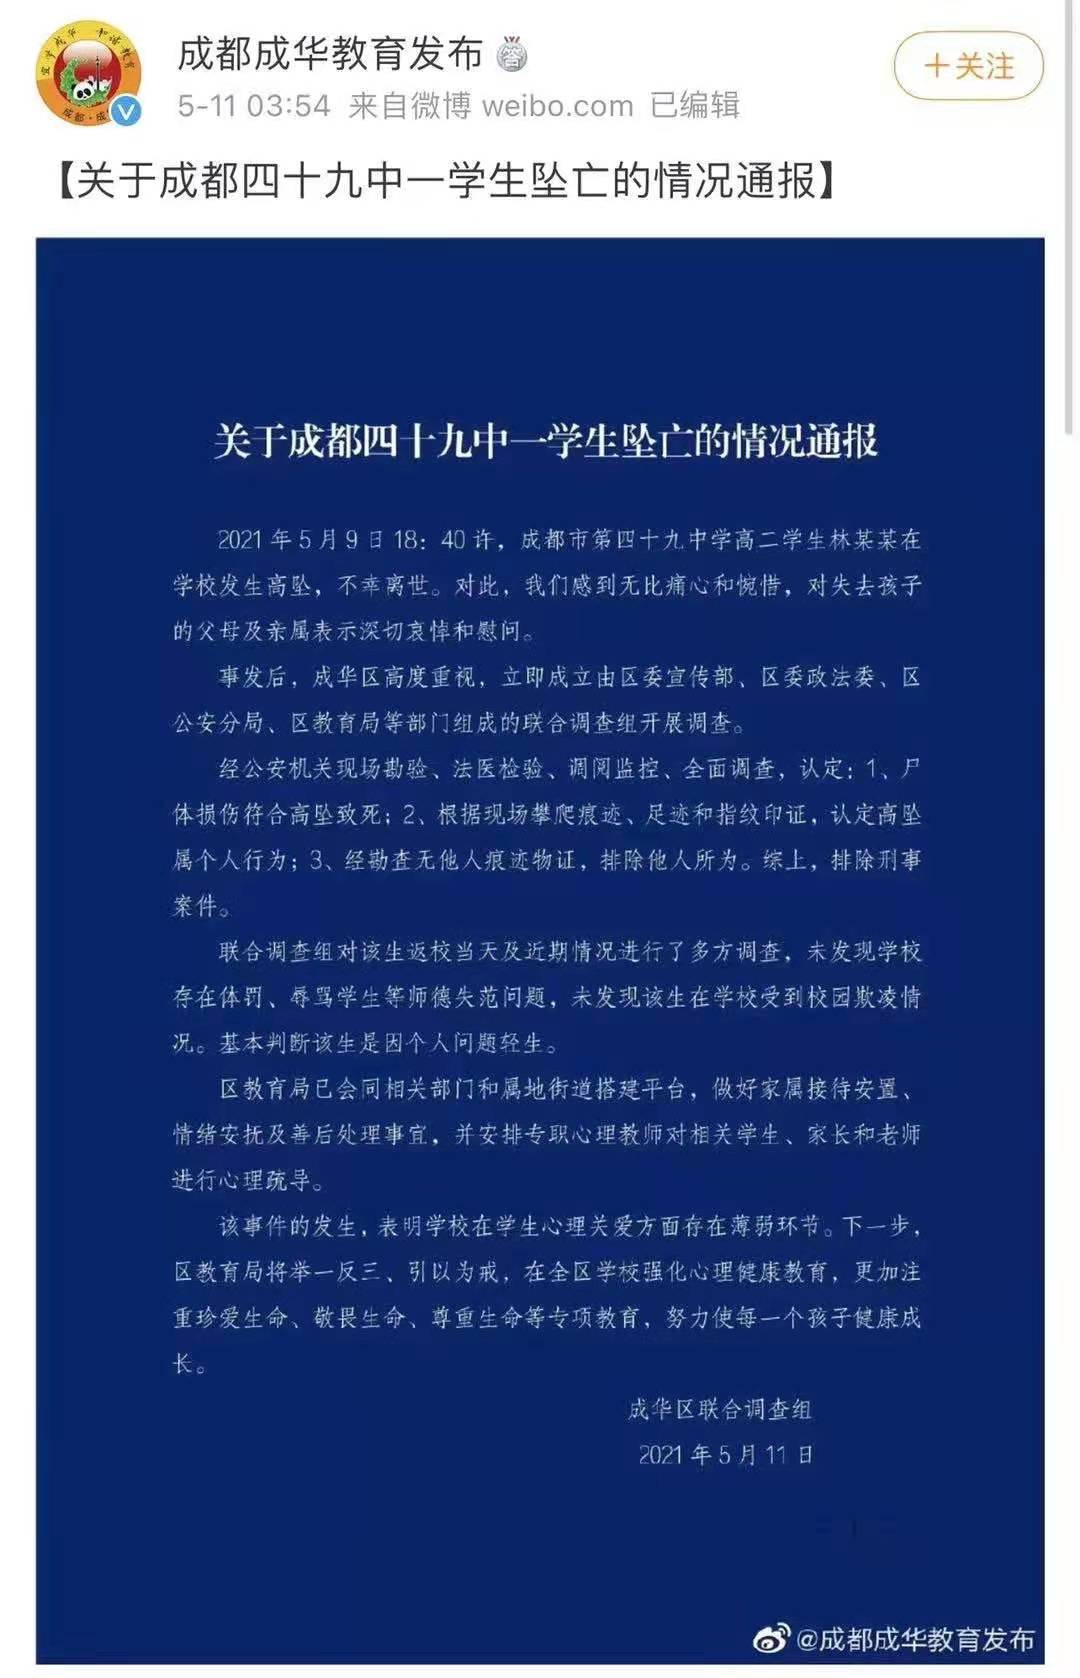 成都成华教育发布
5-11 03:54 来自微博 weibo.com 已编辑
+关注
【关于成都四十九中一学生坠亡的情况通报】
关于成都四十九中一学生坠亡的情况通报
2021年5月9日18：40许，成都市第四十九中学高二学生林某某在
学校发生高坠，不幸离世。对此，我们感到无比痛心和惋惜，对失去孩子
的父母及亲属表示深切哀悼和慰问。
事发后，成华区高度重视，立即成立由区委宣传部、区委政法委、区
公安分局、区教育局等部门组成的联合调查组开展调查。
经公安机关现场勘验、法医检验、调阅监控、全面调查，认定：1、尸
体损伤符合高坠致死；2、根据现场攀爬痕迹、足迹和指纹印证，认定高坠
属个人行为；3、经勘查无他人痕迹物证，排除他人所为。综上，排除刑事
案件。
联合调查组对该生返校当天及近期情况进行了多方调查，未发现学校
存在体罚、辱骂学生等师德失范问题，未发现该生在学校受到校园欺凌情
况。基本判断该生是因个人问题轻生。
区教育局已会同相关部门和属地街道搭建平台，做好家属接待安置、
情绪安抚及善后处理事宜，并安排专职心理教师对相关学生、家长和老师
进行心理疏导。
该事件的发生，表明学校在学生心理关爱方面存在薄弱环节。下一步，
区教育局将举一反三、引以为戒，在全区学校强化心理健康教育，更加注
重珍爱生命、敬畏生命、尊重生命等专项教育，努力使每一个孩子健康成
长。
成华区联合调查组
2021年5月11日
@成都成华教育发布